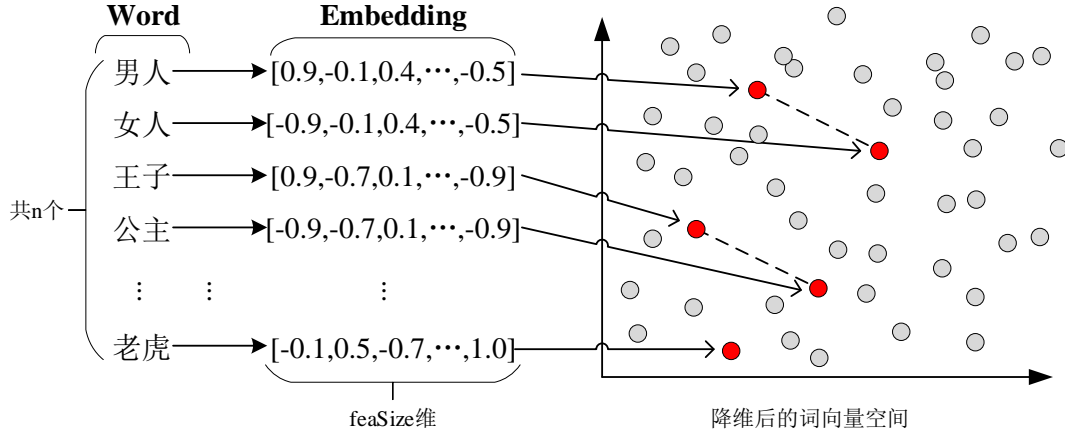 Word Embedding
男人 [0.9,-0.1,0.4,⋯,-0.5]
女人 [-0.9,-0.1,0.4,⋯,-0.5]
王子 [0.9,-0.7,0.1,⋯,-0.9]
共n个
公主 [-0.9,-0.7,0.1,⋯,-0.9]
⋮ ⋮ ⋮
老虎 [-0.1,0.5,-0.7,⋯,1.0]
feaSize维 降维后的词向量空间